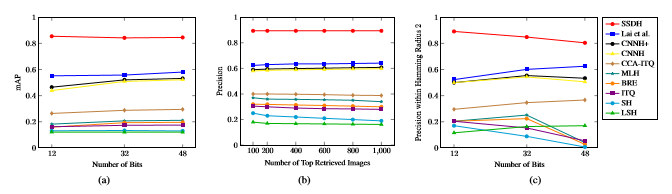 1
0.8
0.6
0.4
0.2
0
mAP
12
32
48
Number of Bits
(a)
1
0.8
0.6
0.4
0.2
0
Precision
100 200 400 600 800 1,000
Number of Top Retrieved Images
(b)
1
0.8
0.6
0.4
0.2
0
Precision within Hamming Radius 2
12
32
48
Number of Bits
(c)
SSDH
Lai et al.
CNNH+
CNNH
CCA-ITQ
MLH
BRE
ITQ
SH
LSH